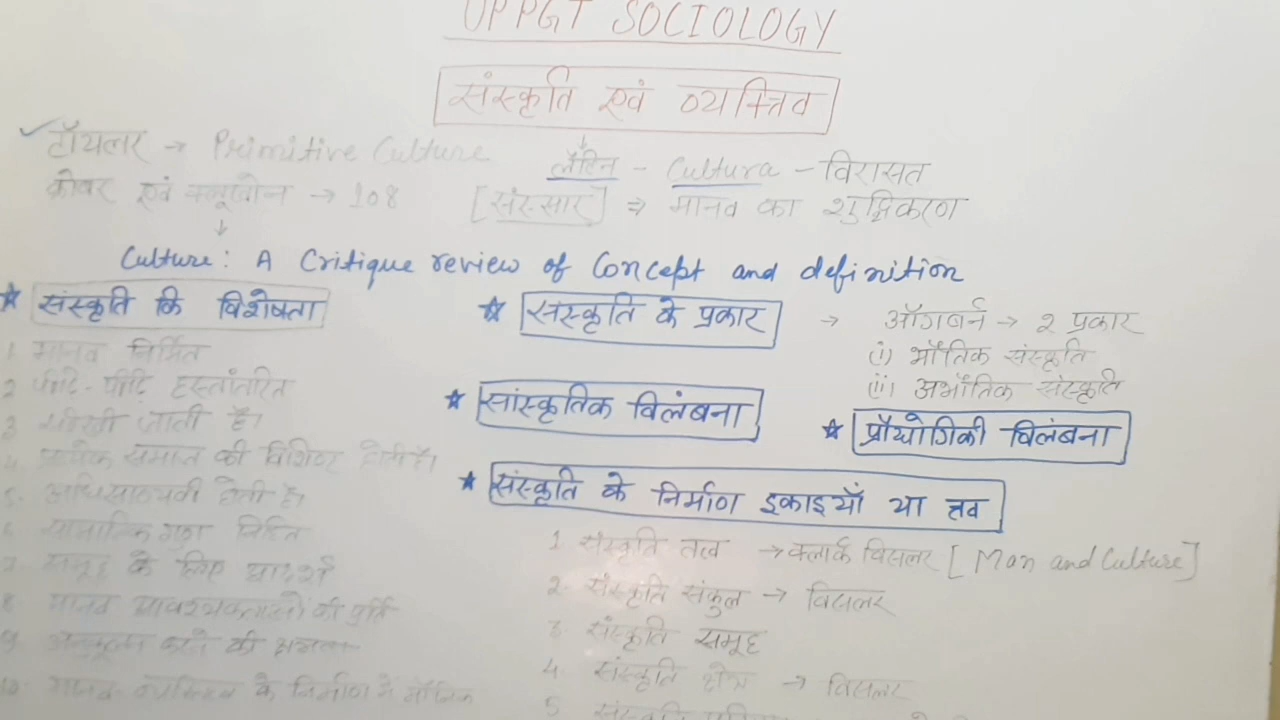 UPPGT SOCIOLOGY
संस्कृति एवं व्यक्तित्व
टॉयलर → Primitive Culture
लैटिन - Cultura - विरासत
एवं → 108
[संस्सार] ⇒ मानव का शुद्धिकरण
Culture: A Critique review of Concept and definition
संस्कृति कि विशेषता
1. मानव निर्मित
2 पीढि - पीढि हस्तांतरित
3 सीखी जाती है।
4. प्रत्येक समाज की विशिष्ट होती है।
5. अधिसावयवी होती है।
6 सामाजिक गुण निहित
7 समूह के लिए आदर्श
8 मानव आवश्यकताओं की पूर्ति
9 अनुकूलन करने की क्षमता
10. मानव व्यक्तित्व के निर्माण में मौलिक
संस्कृति के प्रकार → ऑगबर्न → 2 प्रकार
(i) भौतिक संस्कृति
(ii) अभौतिक संस्कृति
सांस्कृतिक विलंबना
प्रौद्योगिकी विलंबना
संस्कृति के निर्माण इकाइयाँ या तत्व
1. संस्कृति तत्व → क्लार्क विसलर [Man and Culture]
2. संस्कृति संकुल → विसलर
3 संस्कृति समूह
4 संस्कृति क्षेत्र → विसलर
5 संस्कृति